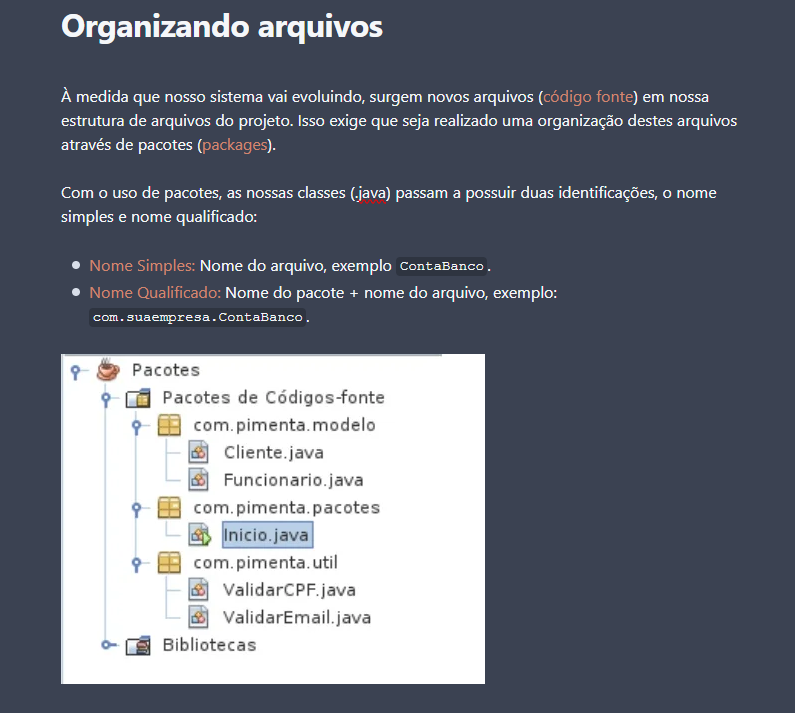 Organizando arquivos
À medida que nosso sistema vai evoluindo, surgem novos arquivos (código fonte) em nossa
estrutura de arquivos do projeto. Isso exige que seja realizado uma organização destes arquivos
através de pacotes (packages).
Com o uso de pacotes, as nossas classes (.java) passam a possuir duas identificações, o nome
simples e nome qualificado:
Nome Simples: Nome do arquivo, exemplo ContaBanco.
Nome Qualificado: Nome do pacote + nome do arquivo, exemplo:
com.suaempresa.ContaBanco.
Pacotes
Pacotes de Códigos-fonte
com.pimenta.modelo
Cliente.java
Funcionario.java
com.pimenta.pacotes
Inicio.java
com.pimenta.util
ValidarCPF.java
ValidarEmail.java
Bibliotecas